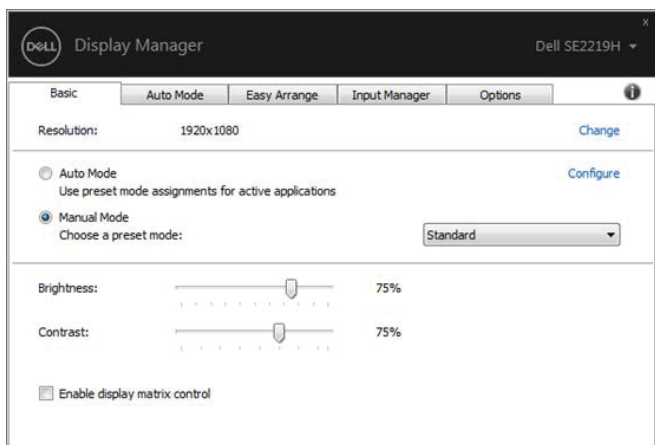 x
DELL Display Manager Dell SE2219H
Basic Auto Mode Easy Arrange Input Manager Options i
Resolution: 1920x1080 Change
Auto Mode Configure
Use preset mode assignments for active applications
Manual Mode
Choose a preset mode: Standard
Brightness: 75%
Contrast: 75%
Enable display matrix control